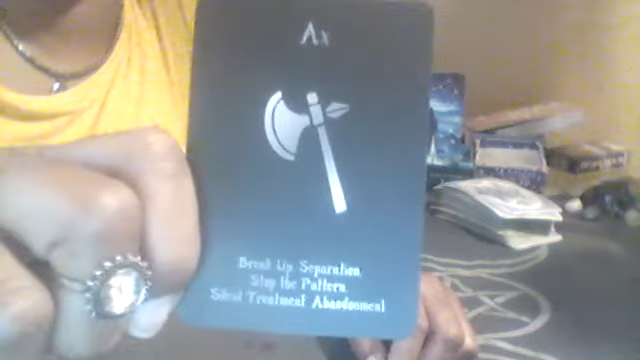 Ax
Break Up Separation,
Stop the Pattern,
Silent Treatment Abandonment